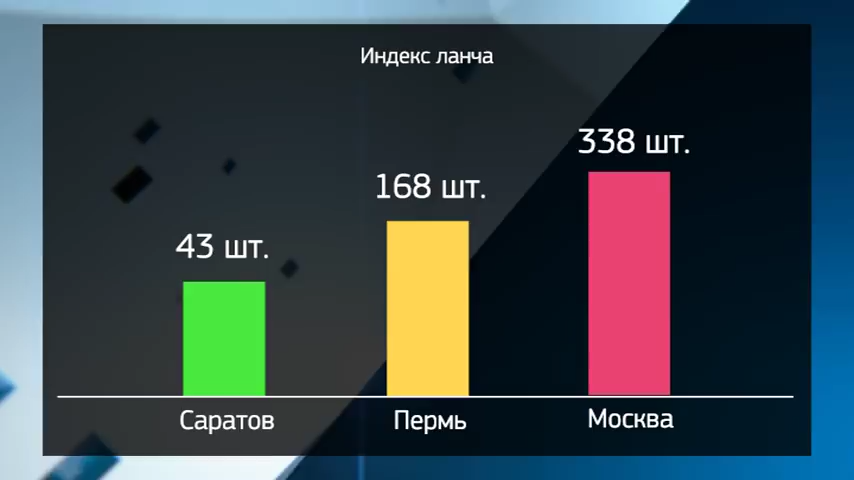 Индекс ланча
338 шт.
168 шт.
43 шт.
Саратов
Пермь
Москва